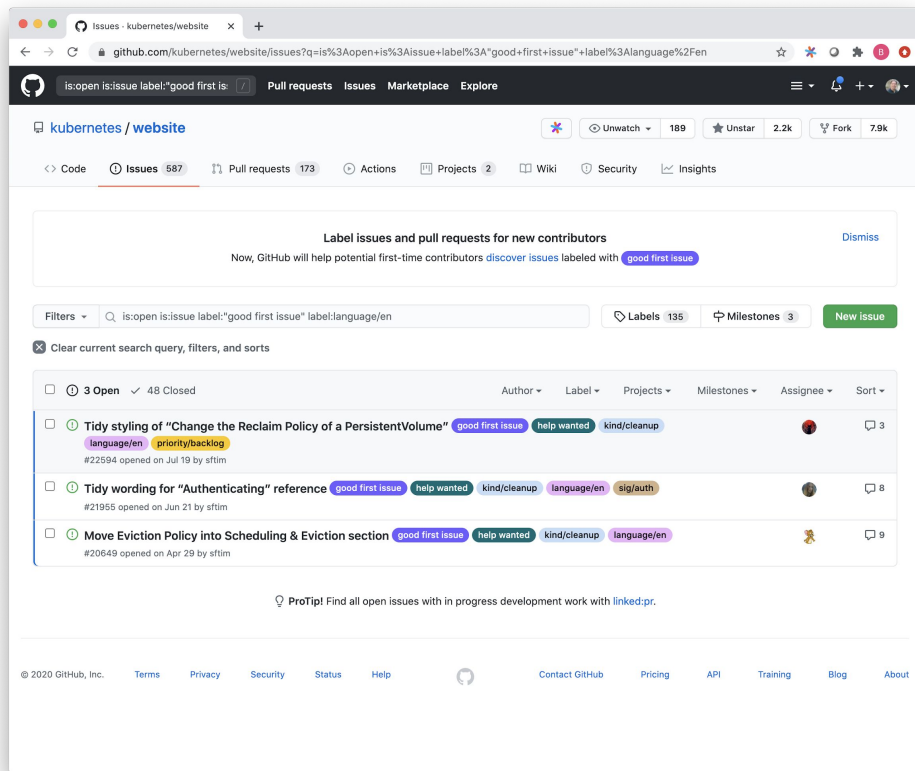 Issues · kubernetes/website × +
github.com/kubernetes/website/issues?q=is%3Aopen+is%3Aissue+label%3A"good+first+issue"+label%3Alanguage%2Fen B
is:open is:issue label:"good first is: / Pull requests Issues Marketplace Explore
kubernetes / website Unwatch 189 Unstar 2.2k Fork 7.9k
Code Issues 587 Pull requests 173 Actions Projects 2 Wiki Security Insights
Label issues and pull requests for new contributors Dismiss
Now, GitHub will help potential first-time contributors discover issues labeled with good first issue
Filters is:open is:issue label:"good first issue" label:language/en Labels 135 Milestones 3 New issue
Clear current search query, filters, and sorts
3 Open 48 Closed Author Label Projects Milestones Assignee Sort
Tidy styling of “Change the Reclaim Policy of a PersistentVolume” good first issue help wanted kind/cleanup 3
language/en priority/backlog
#22594 opened on Jul 19 by sftim
Tidy wording for “Authenticating” reference good first issue help wanted kind/cleanup language/en sig/auth 8
#21955 opened on Jun 21 by sftim
Move Eviction Policy into Scheduling & Eviction section good first issue help wanted kind/cleanup language/en 9
#20649 opened on Apr 29 by sftim
ProTip! Find all open issues with in progress development work with linked:pr.
© 2020 GitHub, Inc. Terms Privacy Security Status Help Contact GitHub Pricing API Training Blog About